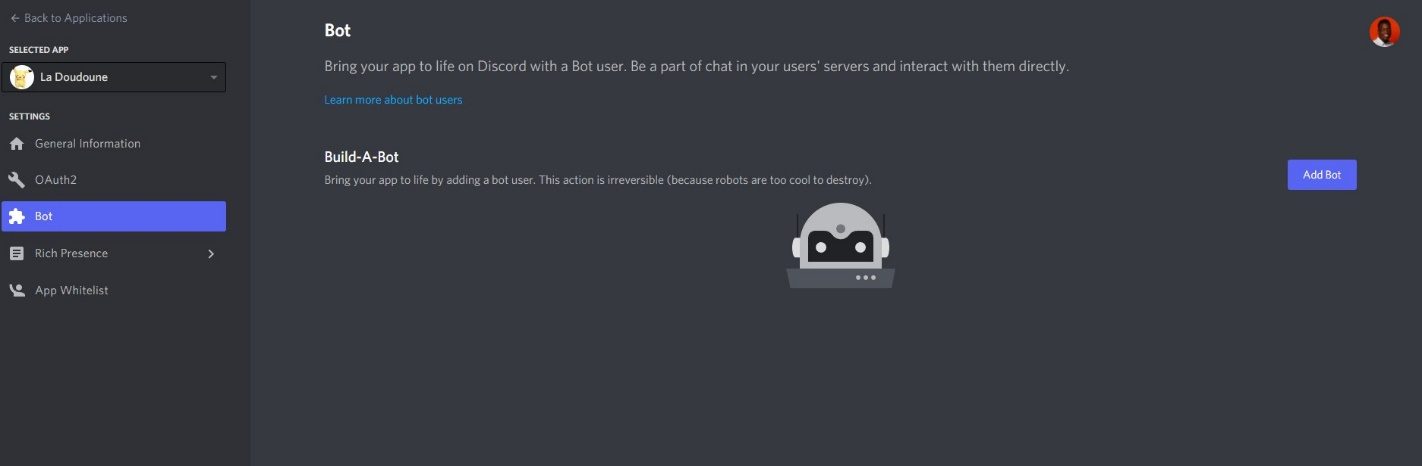 Back to Applications
SELECTED APP
La Doudoune
SETTINGS
General Information
OAuth2
Bot
Rich Presence
App Whitelist
Bot
Bring your app to life on Discord with a Bot user. Be a part of chat in your users' servers and interact with them directly.
Learn more about bot users
Build-A-Bot
Bring your app to life by adding a bot user. This action is irreversible (because robots are too cool to destroy).
Add Bot